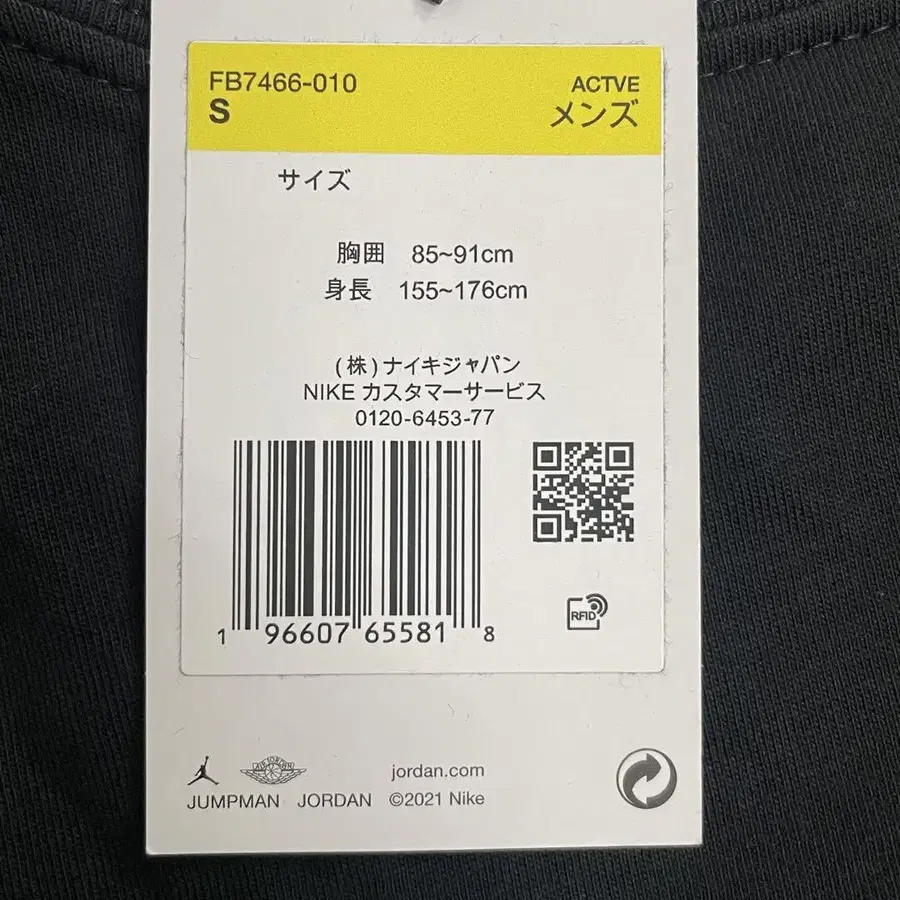 FB7466-010
S
ACTVE
メンズ
サイズ
胸囲 85~91cm
身長 155~176cm
(株)ナイキジャパン
NIKE カスタマーサービス
0120-6453-77
1 96607 65581 8
RFID
AIR JORDAN
jordan.com
JUMPMAN JORDAN ©2021 Nike